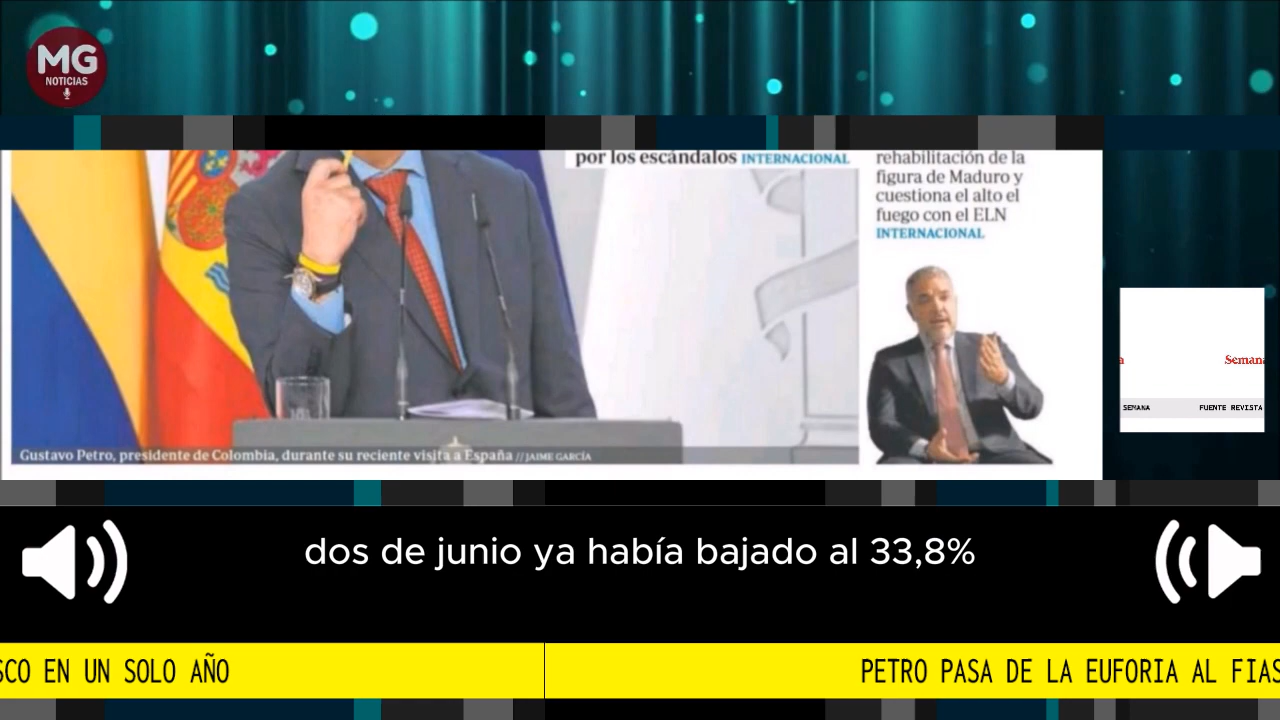 MG
NOTICIAS
por los escándalos INTERNACIONAL
rehabilitación de la
figura de Maduro y
cuestiona el alto el
fuego con el ELN
INTERNACIONAL
Semana
SEMANA FUENTE REVISTA
Gustavo Petro, presidente de Colombia, durante su reciente visita a España // JAIME GARCÍA
dos de junio ya había bajado al 33,8%
SCO EN UN SOLO AÑO PETRO PASA DE LA EUFORIA AL FIAS